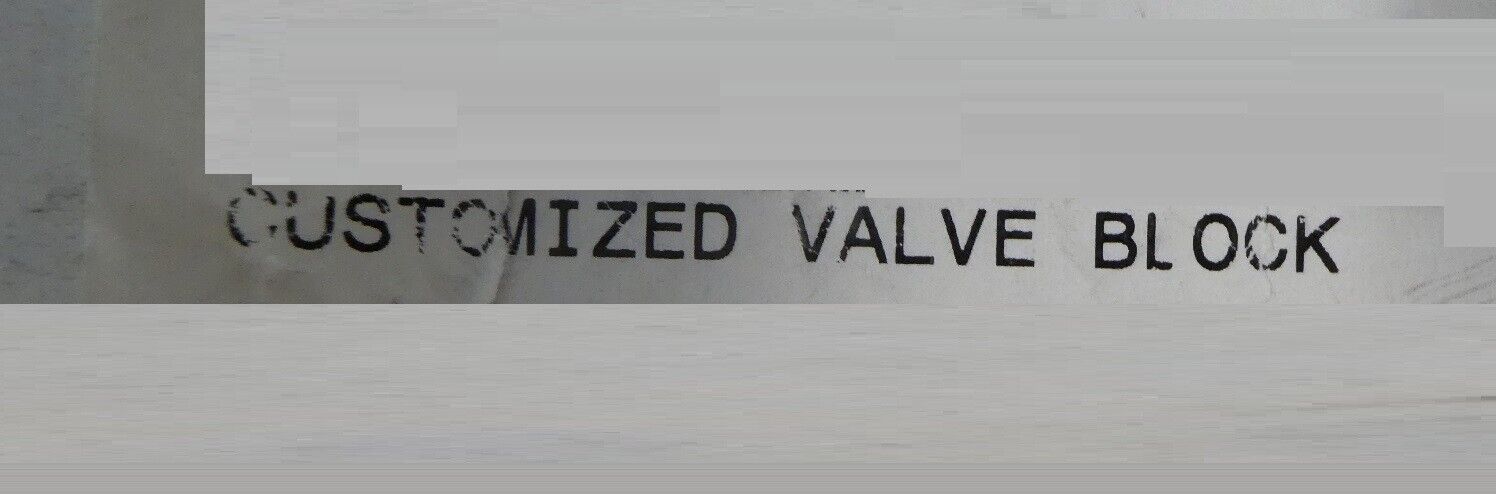 CUSTOMIZED VALVE BLOCK